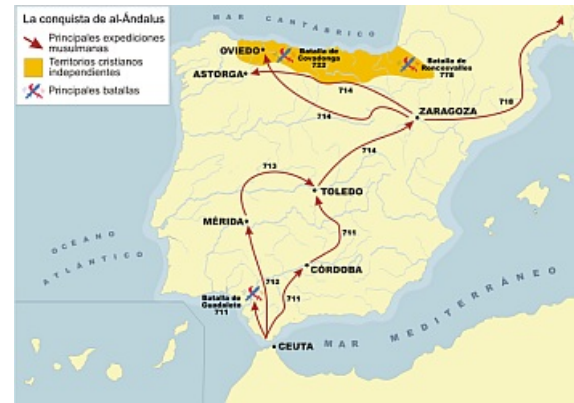 La conquista de al-Ándalus
Principales expediciones
musulmanas
Territorios cristianos
independientes
Principales batallas
MAR CANTÁBRICO
OVIEDO
Batalla de
Covadonga
722
Batalla de
Roncesvalles
778
ASTORGA
714
714
ZARAGOZA
718
714
713
TOLEDO
MÉRIDA
711
OCÉANO
ATLÁNTICO
CÓRDOBA
712
711
Batalla de
Guadalete
711
CEUTA
MAR MEDITERRÁNEO